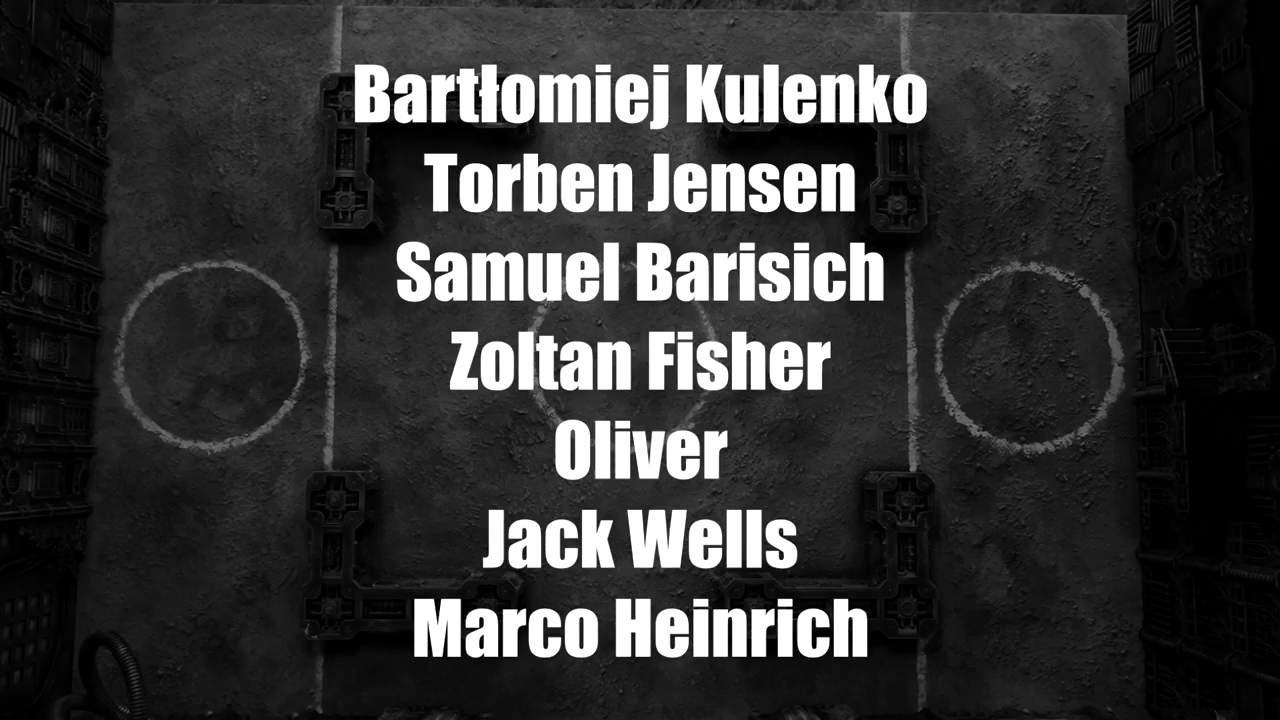 Bartłomiej Kulenko
Torben Jensen
Samuel Barisich
Zoltan Fisher
Oliver
Jack Wells
Marco Heinrich